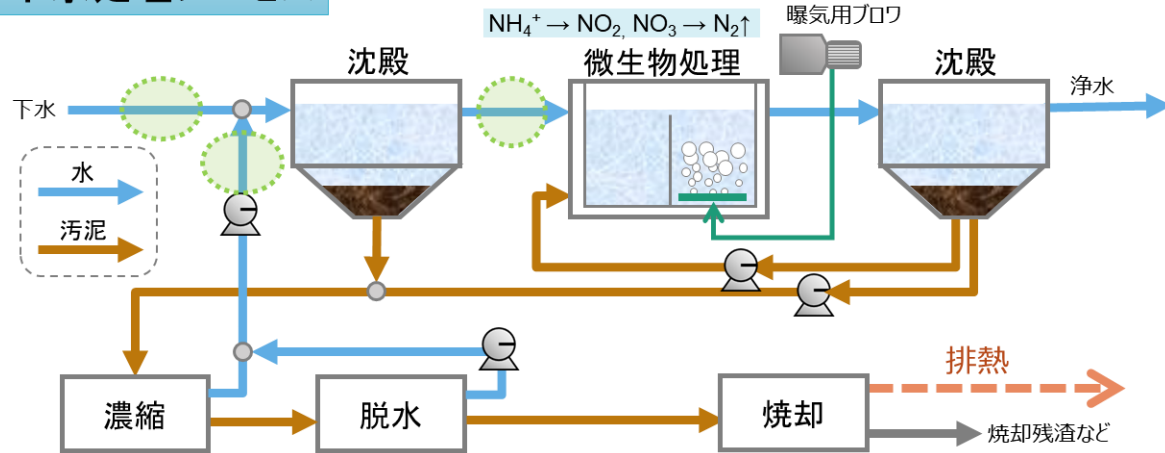 NH₄⁺ → NO₂, NO₃ → N₂↑
曝気用ブロワ
沈殿
微生物処理
沈殿
下水
浄水
水
汚泥
排熱
濃縮
脱水
焼却
焼却残渣など